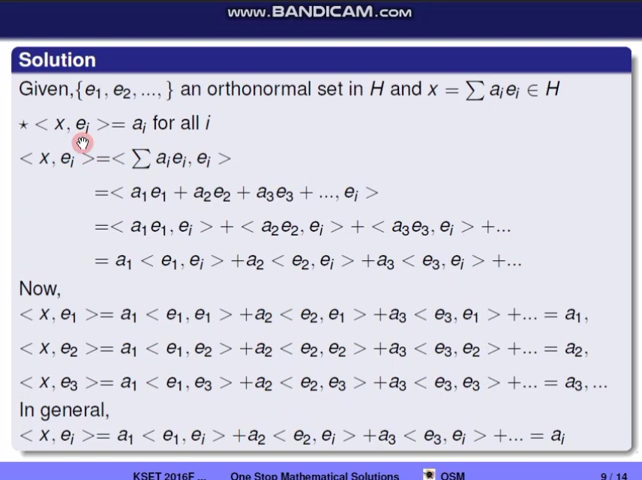 www.BANDICAM.com
Solution
Given,{e₁, e₂, ..., } an orthonormal set in H and x = ∑ aᵢeᵢ ∈ H
⋆ < x, eᵢ >= aᵢ for all i
< x, eᵢ >=< ∑ aᵢeᵢ, eᵢ >
=< a₁e₁ + a₂e₂ + a₃e₃ + ..., eᵢ >
=< a₁e₁, eᵢ > + < a₂e₂, eᵢ > + < a₃e₃, eᵢ > +...
= a₁ < e₁, eᵢ > +a₂ < e₂, eᵢ > +a₃ < e₃, eᵢ > +...
Now,
< x, e₁ >= a₁ < e₁, e₁ > +a₂ < e₂, e₁ > +a₃ < e₃, e₁ > +... = a₁,
< x, e₂ >= a₁ < e₁, e₂ > +a₂ < e₂, e₂ > +a₃ < e₃, e₂ > +... = a₂,
< x, e₃ >= a₁ < e₁, e₃ > +a₂ < e₂, e₃ > +a₃ < e₃, e₃ > +... = a₃, ...
In general,
< x, eᵢ >= a₁ < e₁, eᵢ > +a₂ < e₂, eᵢ > +a₃ < e₃, eᵢ > +... = aᵢ
KSET 2016F ... One Stop Mathematical Solutions OSM 9 / 14